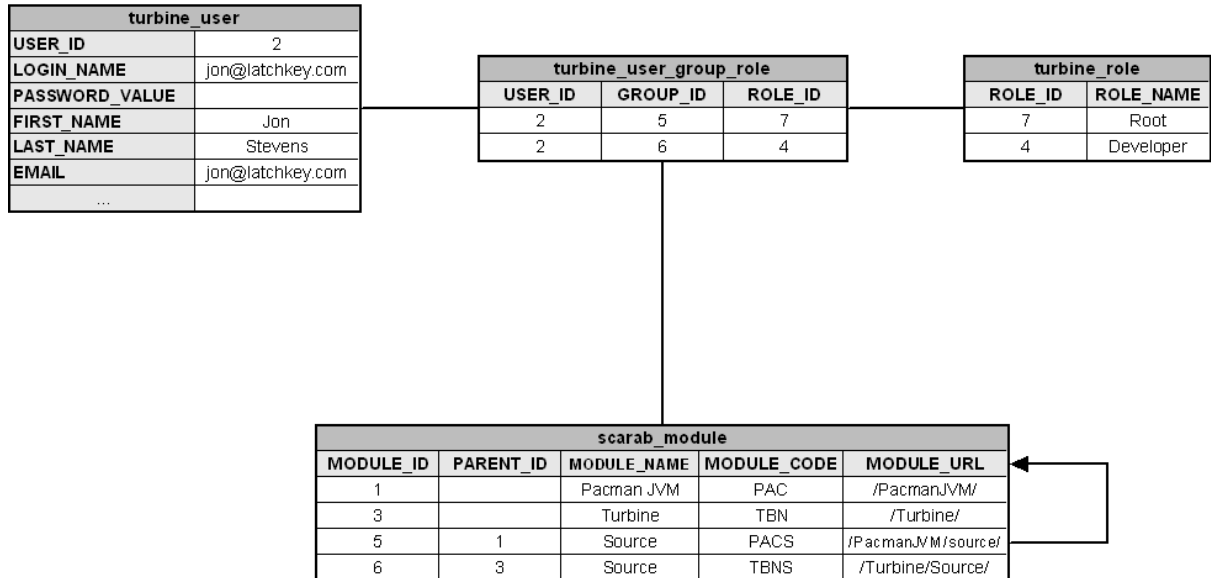 turbine_user
USER_ID 2
LOGIN_NAME jon@latchkey.com
PASSWORD_VALUE
FIRST_NAME Jon
LAST_NAME Stevens
EMAIL jon@latchkey.com
...
turbine_user_group_role
USER_ID GROUP_ID ROLE_ID
2 5 7
2 6 4
turbine_role
ROLE_ID ROLE_NAME
7 Root
4 Developer
scarab_module
MODULE_ID PARENT_ID MODULE_NAME MODULE_CODE MODULE_URL
1 Pacman JVM PAC /PacmanJVM/
3 Turbine TBN /Turbine/
5 1 Source PACS /PacmanJVM/source/
6 3 Source TBNS /Turbine/Source/